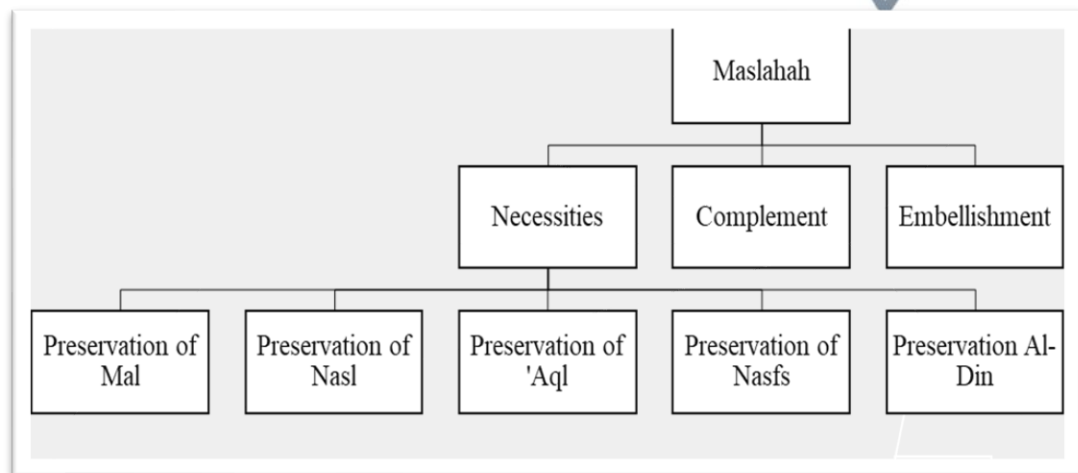 Maslahah
Necessities
Complement
Embellishment
Preservation of
Mal
Preservation of
Nasl
Preservation of
'Aql
Preservation of
Nasfs
Preservation Al-
Din